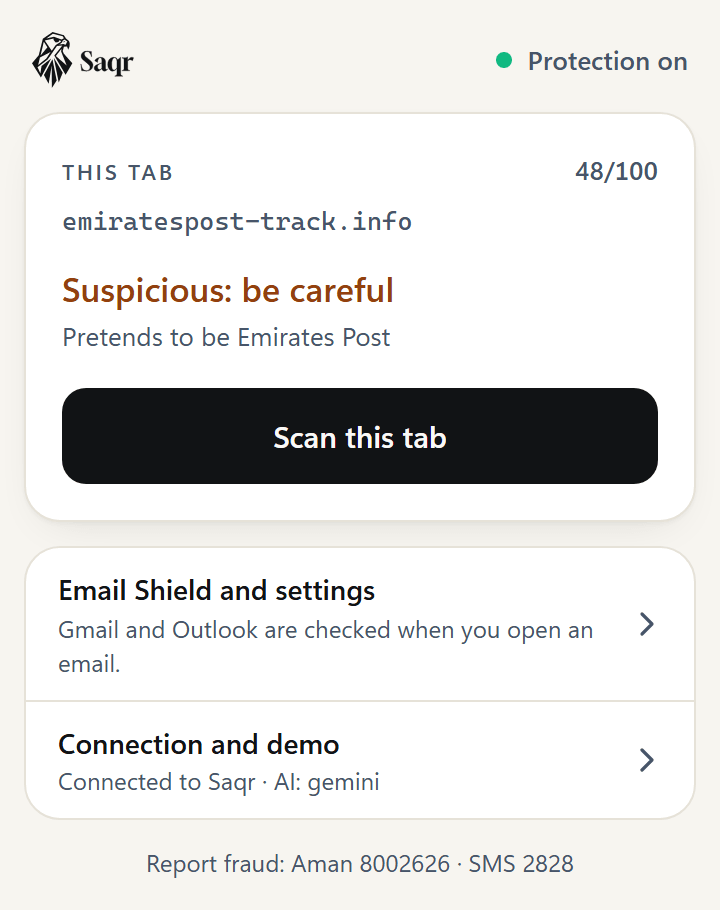 Saqr
Protection on
THIS TAB
48/100
emiratespost-track.info
Suspicious: be careful
Pretends to be Emirates Post
Scan this tab
Email Shield and settings
Gmail and Outlook are checked when you open an
email.
Connection and demo
Connected to Saqr · AI: gemini
Report fraud: Aman 8002626 · SMS 2828